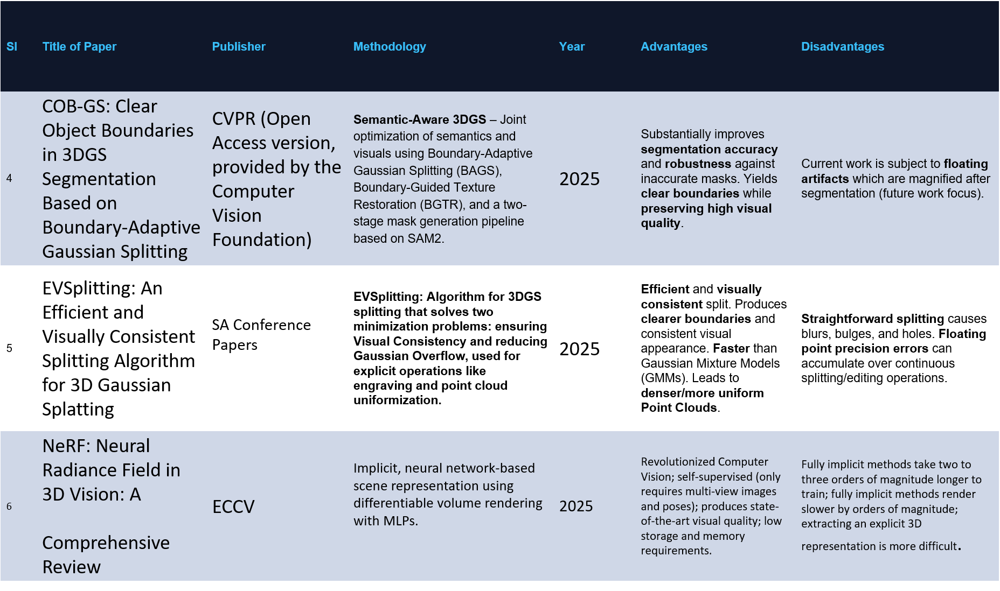 Sl
Title of Paper
Publisher
Methodology
Year
Advantages
Disadvantages
4
COB-GS: Clear
Object Boundaries
in 3DGS
Segmentation
Based on
Boundary-Adaptive
Gaussian Splitting
CVPR (Open
Access version,
provided by the
Computer
Vision
Foundation)
Semantic-Aware 3DGS – Joint
optimization of semantics and
visuals using Boundary-Adaptive
Gaussian Splitting (BAGS),
Boundary-Guided Texture
Restoration (BGTR), and a two-
stage mask generation pipeline
based on SAM2.
2025
Substantially improves
segmentation accuracy
and robustness against
inaccurate masks. Yields
clear boundaries while
preserving high visual
quality.
Current work is subject to floating
artifacts which are magnified after
segmentation (future work focus).
5
EVSplitting: An
Efficient and
Visually Consistent
Splitting Algorithm
for 3D Gaussian
Splatting
SA Conference
Papers
EVSplitting: Algorithm for 3DGS
splitting that solves two
minimization problems: ensuring
Visual Consistency and reducing
Gaussian Overflow, used for
explicit operations like
engraving and point cloud
uniformization.
2025
Efficient and visually
consistent split. Produces
clearer boundaries and
consistent visual
appearance. Faster than
Gaussian Mixture Models
(GMMs). Leads to
denser/more uniform
Point Clouds.
Straightforward splitting causes
blurs, bulges, and holes. Floating
point precision errors can
accumulate over continuous
splitting/editing operations.
6
NeRF: Neural
Radiance Field in
3D Vision: A
Comprehensive
Review
ECCV
Implicit, neural network-based
scene representation using
differentiable volume rendering
with MLPs.
2025
Revolutionized Computer
Vision; self-supervised (only
requires multi-view images
and poses); produces state-
of-the-art visual quality; low
storage and memory
requirements.
Fully implicit methods take two to
three orders of magnitude longer to
train; fully implicit methods render
slower by orders of magnitude;
extracting an explicit 3D
representation is more difficult.